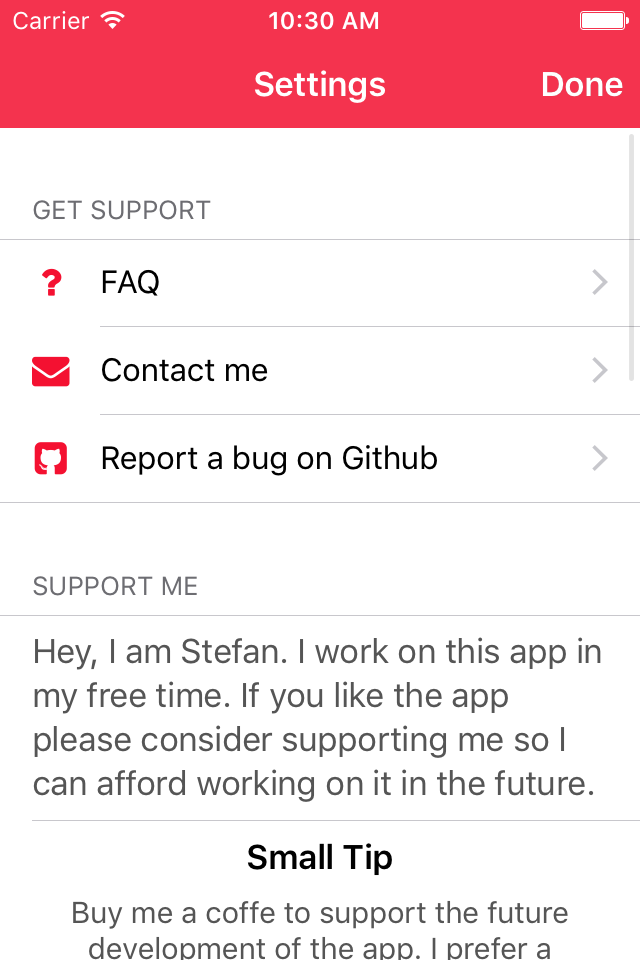 Carrier 10:30 AM
Settings Done
GET SUPPORT
FAQ
Contact me
Report a bug on Github
SUPPORT ME
Hey, I am Stefan. I work on this app in
my free time. If you like the app
please consider supporting me so I
can afford working on it in the future.
Small Tip
Buy me a coffe to support the future
development of the app. I prefer a